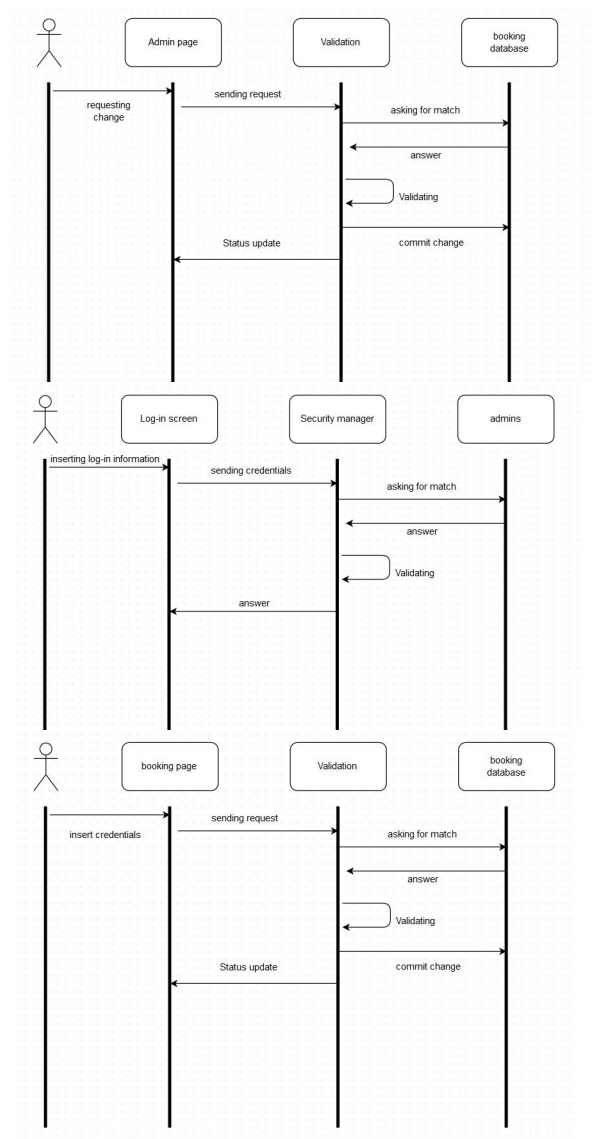 Admin page
Validation
booking
database
requesting
change
sending request
asking for match
answer
Validating
Status update
commit change
Log-in screen
Security manager
admins
inserting log-in information
sending credentials
asking for match
answer
Validating
answer
booking page
Validation
booking
database
insert credentials
sending request
asking for match
answer
Validating
Status update
commit change